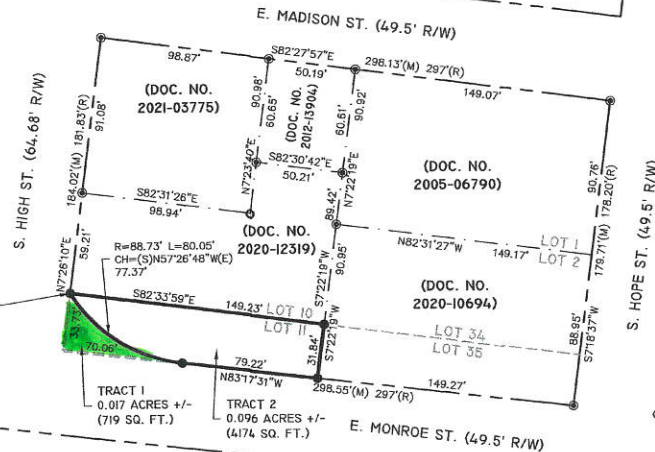 E. MADISON ST. (49.5' R/W)
S82°27'57"E
98.87'
50.19'
298.13'(M) 297'(R)
149.07'
(DOC. NO.
2021-03775)
(DOC. NO.
2012-13904)
90.98'
60.65'
60.61'
90.92'
S. HIGH ST. (64.68' R/W)
184.02'(M) 181.83'(R)
91.08'
N7°23'40"E
S82°30'42"E
50.21'
N7°22'19"E
(DOC. NO.
2005-06790)
90.76'
178.71'(M) 178.20'(R)
S. HOPE ST. (49.5' R/W)
S82°31'26"E
98.94'
89.42'
(DOC. NO.
2020-12319)
N82°31'27"W
149.17'
LOT 1
LOT 2
59.21'
N7°26'10"E
R=88.73' L=80.05'
CH=(S)N57°26'48"W(E)
77.37'
90.95'
S7°22'19"W
(DOC. NO.
2020-10694)
S82°33'59"E
149.23'
LOT 10
LOT 11
S7°22'19"W
31.84'
LOT 34
LOT 35
88.95'
S7°18'37"W
33.73'
70.06'
79.22'
N83°17'31"W
298.55'(M) 297'(R)
149.27'
TRACT 1
0.017 ACRES +/-
(719 SQ. FT.)
TRACT 2
0.096 ACRES +/-
(4174 SQ. FT.)
E. MONROE ST. (49.5' R/W)